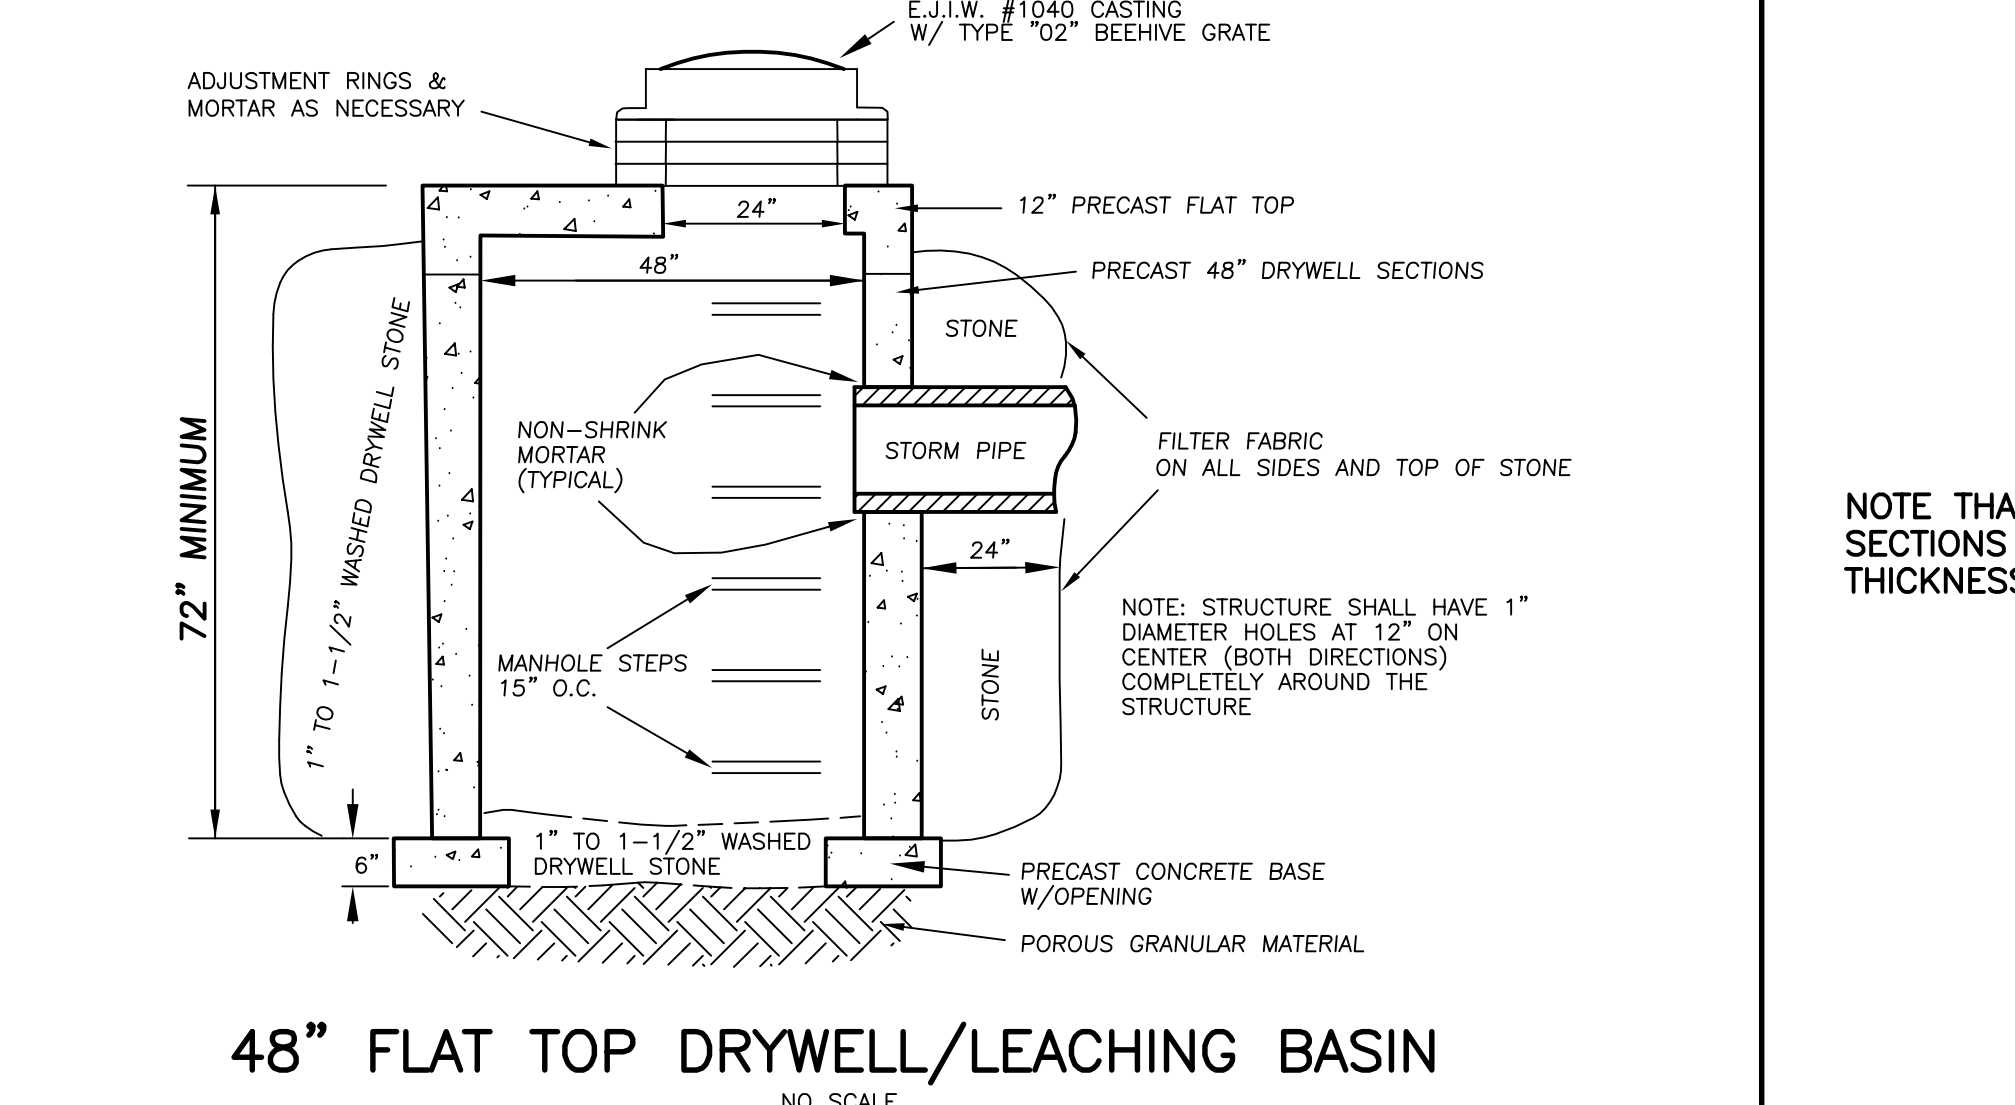 E.J.I.W. #1040 CASTING
W/ TYPE "02" BEEHIVE GRATE
ADJUSTMENT RINGS &
MORTAR AS NECESSARY
24"
12" PRECAST FLAT TOP
48"
PRECAST 48" DRYWELL SECTIONS
STONE
72" MINIMUM
1" TO 1-1/2" WASHED DRYWELL STONE
NON-SHRINK
MORTAR
(TYPICAL)
STORM PIPE
FILTER FABRIC
ON ALL SIDES AND TOP OF STONE
24"
NOTE: STRUCTURE SHALL HAVE 1"
DIAMETER HOLES AT 12" ON
CENTER (BOTH DIRECTIONS)
COMPLETELY AROUND THE
STRUCTURE
MANHOLE STEPS
15" O.C.
STONE
6"
1" TO 1-1/2" WASHED
DRYWELL STONE
PRECAST CONCRETE BASE
W/OPENING
POROUS GRANULAR MATERIAL
48" FLAT TOP DRYWELL/LEACHING BASIN
NO SCALE
NOTE THA
SECTIONS
THICKNESS